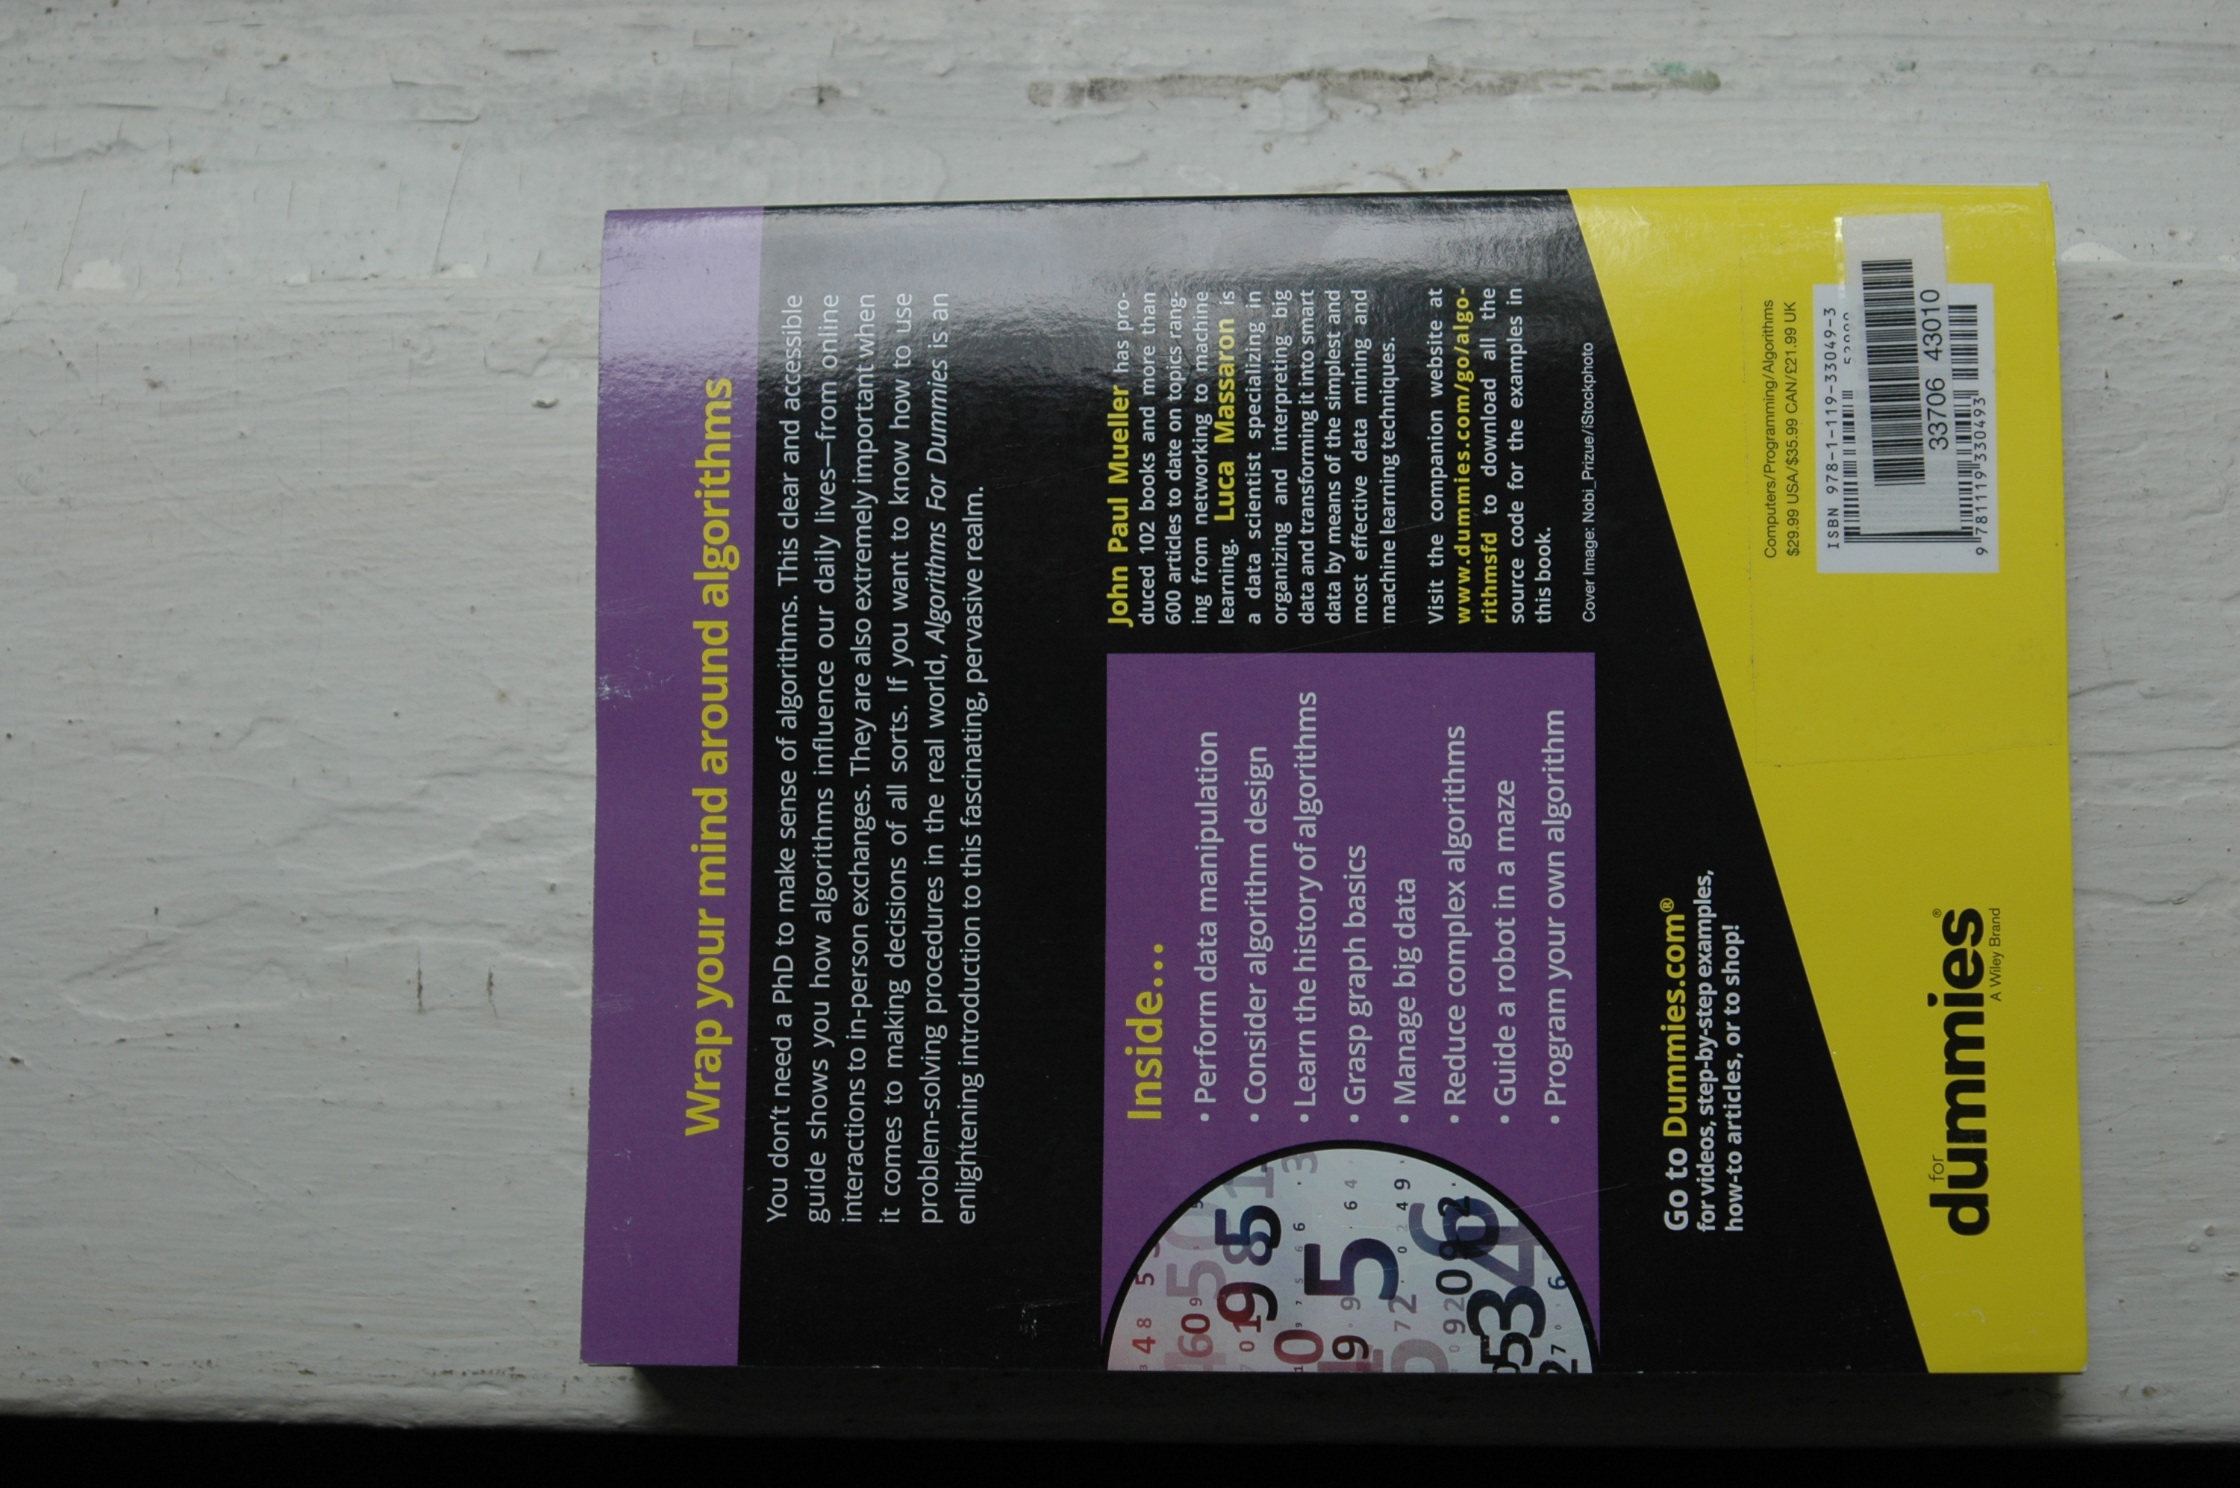 Wrap your mind around algorithms
You don't need a PhD to make sense of algorithms. This clear and accessible
guide shows you how algorithms influence our daily lives—from online
interactions to in-person exchanges. They are also extremely important when
it comes to making decisions of all sorts. If you want to know how to use
problem-solving procedures in the real world, Algorithms For Dummies is an
enlightening introduction to this fascinating, pervasive realm.
Inside...
• Perform data manipulation
• Consider algorithm design
• Learn the history of algorithms
• Grasp graph basics
• Manage big data
• Reduce complex algorithms
• Guide a robot in a maze
• Program your own algorithm
John Paul Mueller has pro-
duced 102 books and more than
600 articles to date on topics rang-
ing from networking to machine
learning. Luca Massaron is
a data scientist specializing in
organizing and interpreting big
data and transforming it into smart
data by means of the simplest and
most effective data mining and
machine learning techniques.
Visit the companion website at
www.dummies.com/go/algo-
rithmsfd to download all the
source code for the examples in
this book.
Cover Image: Nobi_Prizue/iStockphoto
Go to Dummies.com®
for videos, step-by-step examples,
how-to articles, or to shop!
Computers/Programming/Algorithms
$29.99 USA/$35.99 CAN/£21.99 UK
ISBN 978-1-119-33049-3
33706 43010
9 781119 330493
for
dummies®
A Wiley Brand